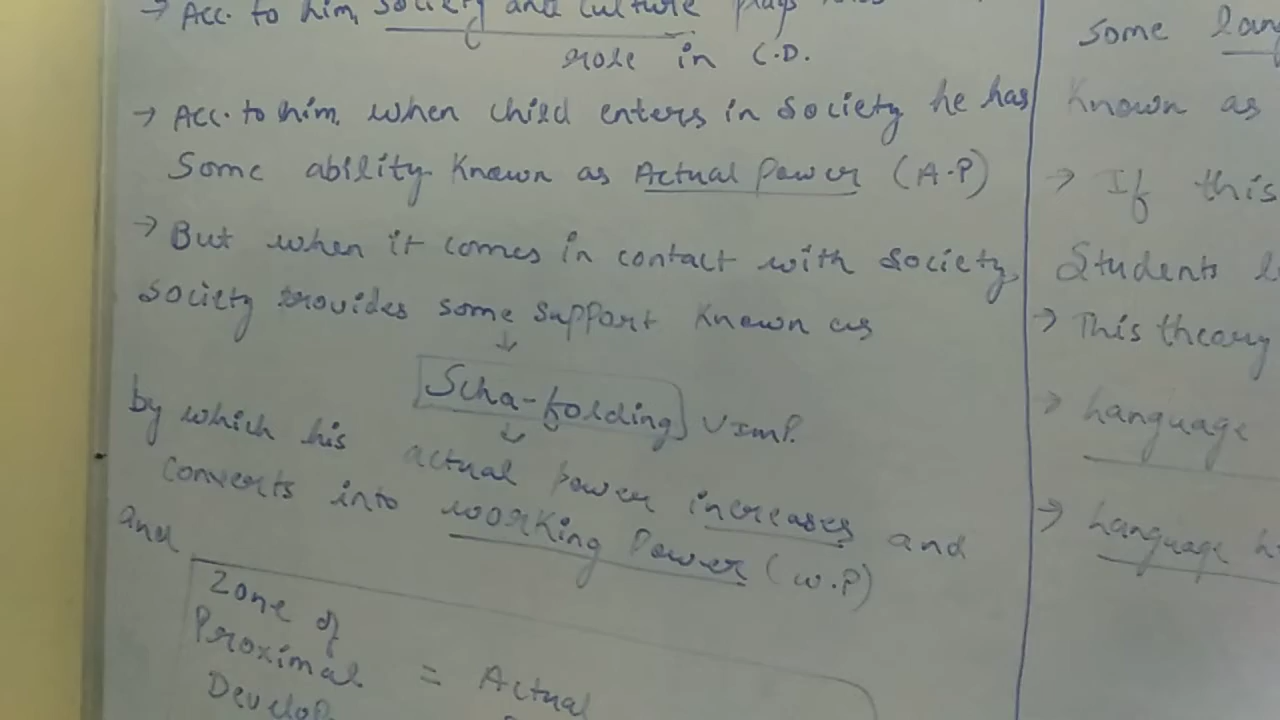 → Acc. to him, society and culture plays
role in C.D.
→ Acc. to him, when child enters in society he has
Some ability Known as Actual Power (A.P)
→ But when it comes in contact with society,
society provides some support Known as
↓
Scha-folding V Imp.
↓
by which his actual power increases and
converts into working Power (W.P)
and
Zone of
Proximal = Actual
Develop
Some lang
Known as
→ If this
Students
→ This theory
→ Language
→ Language